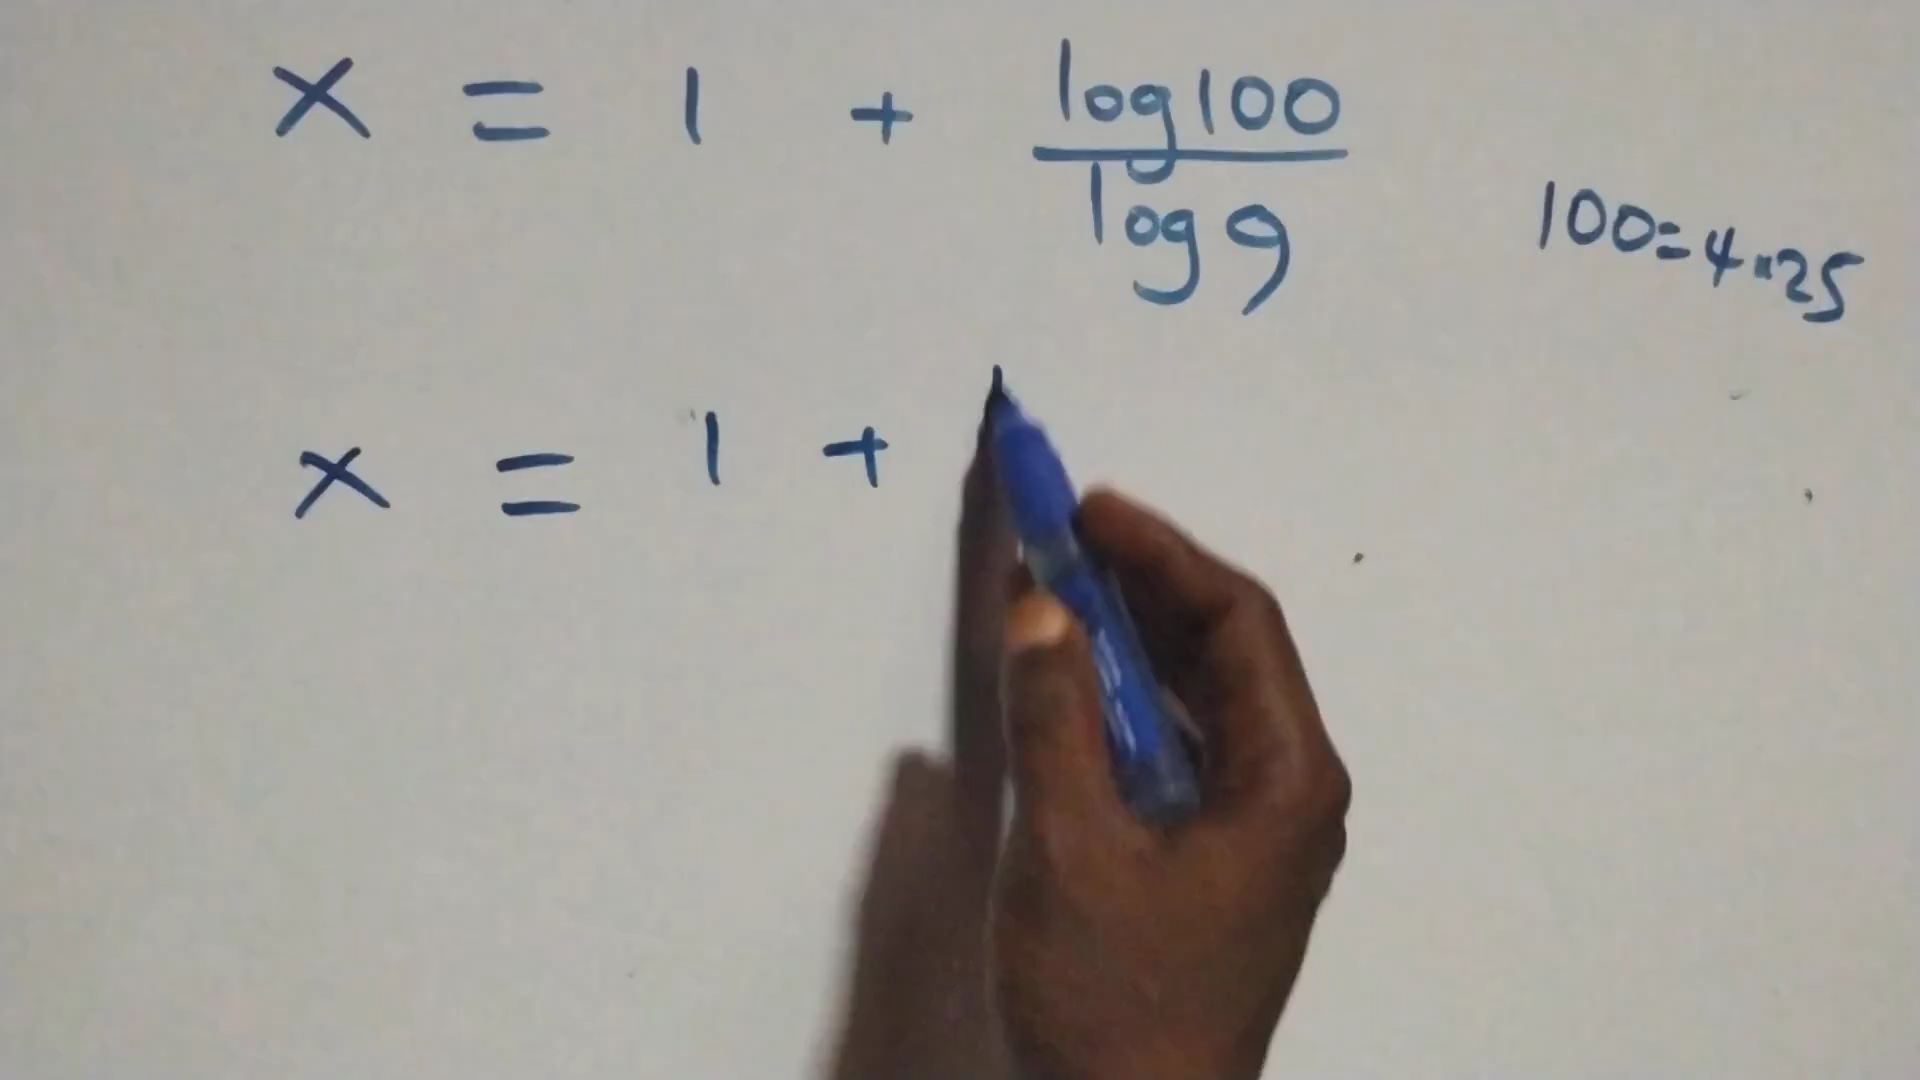 x = 1 + log100
log9
100=4·25
x = 1 +